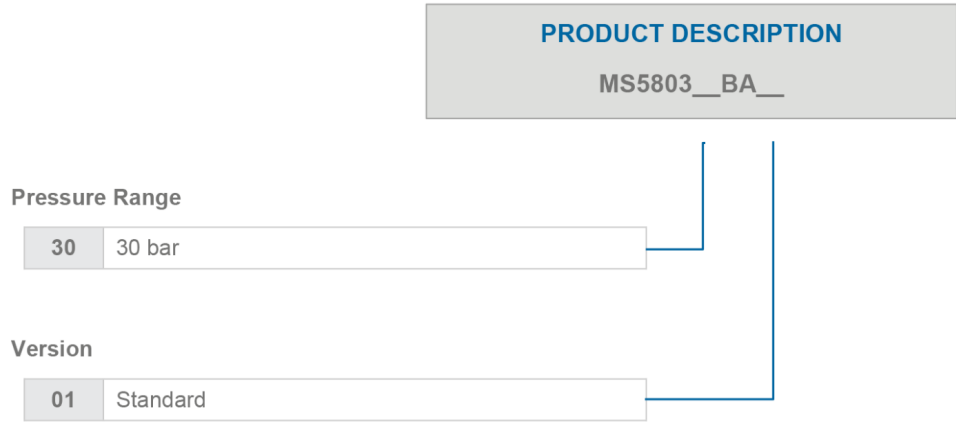 PRODUCT DESCRIPTION
MS5803__BA__
Pressure Range
30 30 bar
Version
01 Standard